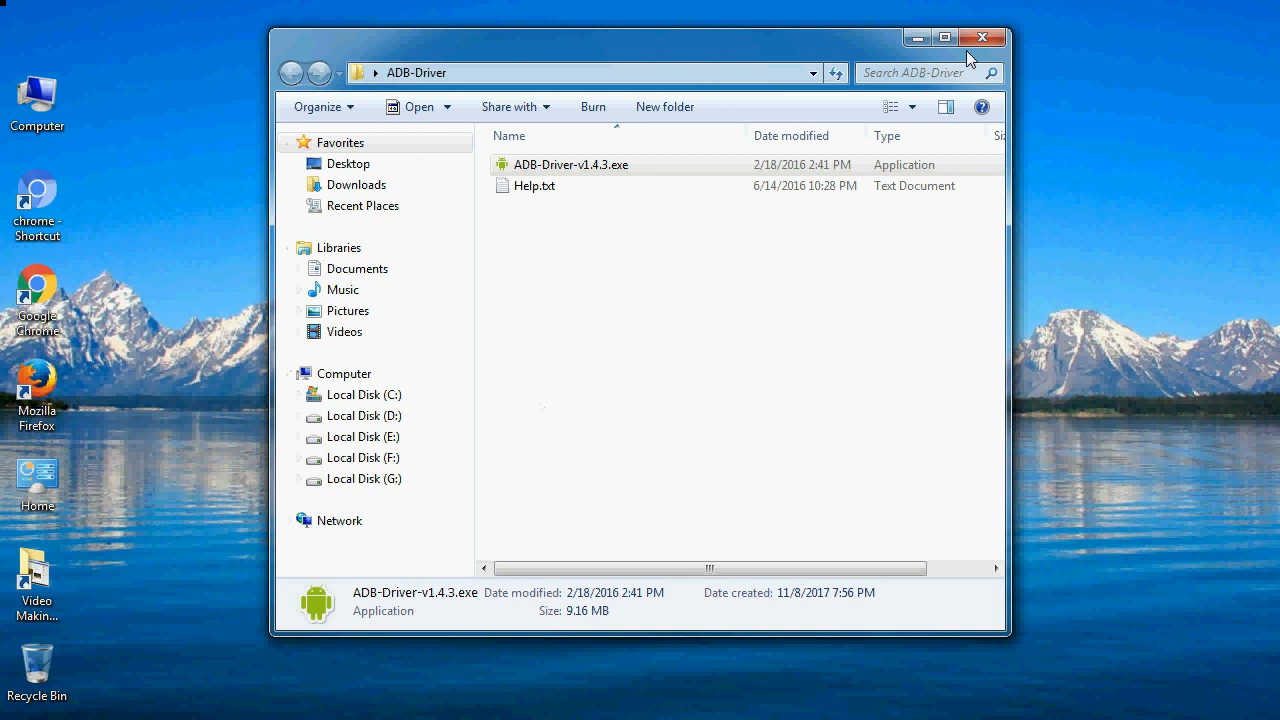 ADB-Driver
Search ADB-Driver
Organize
Open
Share with
Burn
New folder
Name
Date modified
Type
ADB-Driver-v1.4.3.exe
2/18/2016 2:41 PM
Application
Help.txt
6/14/2016 10:28 PM
Text Document
Favorites
Desktop
Downloads
Recent Places
Libraries
Documents
Music
Pictures
Videos
Computer
Local Disk (C:)
Local Disk (D:)
Local Disk (E:)
Local Disk (F:)
Local Disk (G:)
Network
ADB-Driver-v1.4.3.exe Date modified: 2/18/2016 2:41 PM Date created: 11/8/2017 7:56 PM
Application Size: 9.16 MB
Computer
chrome -
Shortcut
Google
Chrome
Mozilla
Firefox
Home
Video
Makin...
Recycle Bin